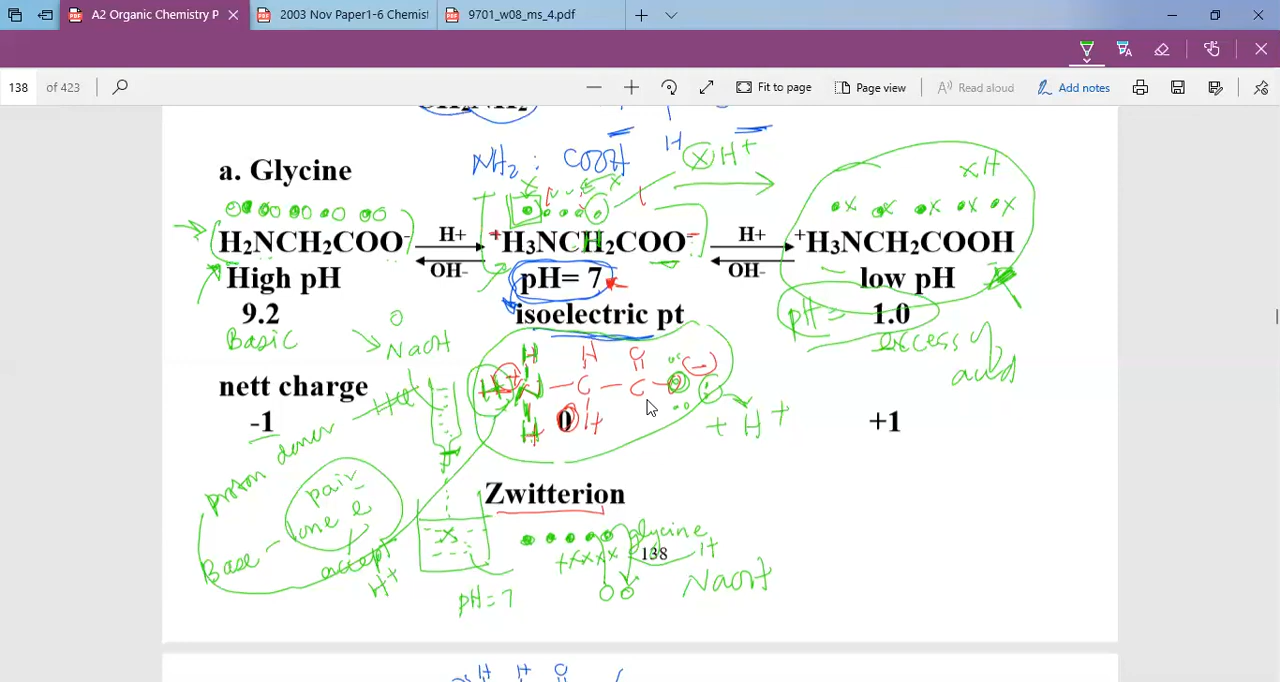 A2 Organic Chemistry P
2003 Nov Paper1-6 Chemist
9701_w08_ms_4.pdf
138 of 423
Fit to page
Page view
Read aloud
Add notes
NH2 : COOH
H
X H+
xH
a. Glycine
H2NCH2COO- H+ OH- +H3NCH2COO- H+ OH- +H3NCH2COOH
High pH pH= 7 low pH
9.2 isoelectric pt pH = 1.0
Basic
NaOH
excess of acid
nett charge
-1 0 +1
+ H+
Proton donor
pair lone e
Base - accept H+
Zwitterion
glycine
138
NaOH
pH = 7